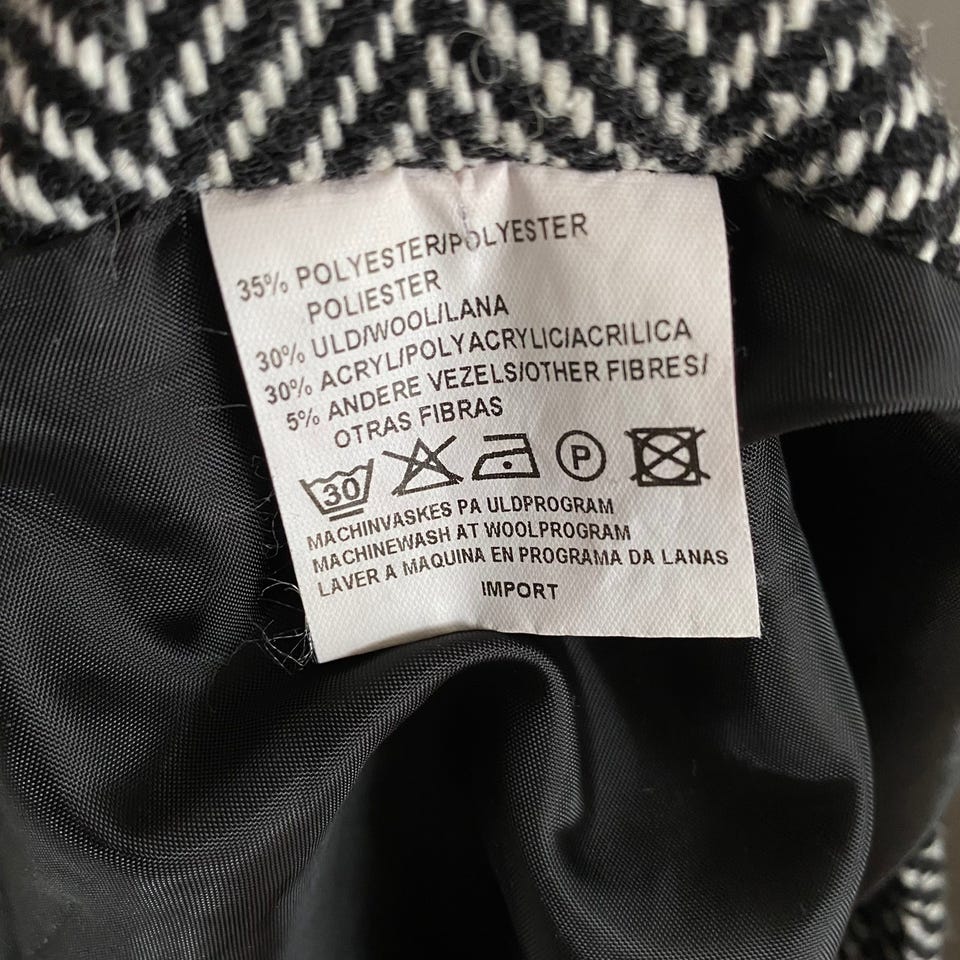 35% POLYESTER/POLYESTER
POLIESTER
30% ULD/WOOL/LANA
30% ACRYL/POLYACRYLIC/ACRILICA
5% ANDERE VEZELS/OTHER FIBRES/
OTRAS FIBRAS
30 P
MACHINVASKES PA ULDPROGRAM
MACHINEWASH AT WOOLPROGRAM
LAVER A MAQUINA EN PROGRAMA DA LANAS
IMPORT